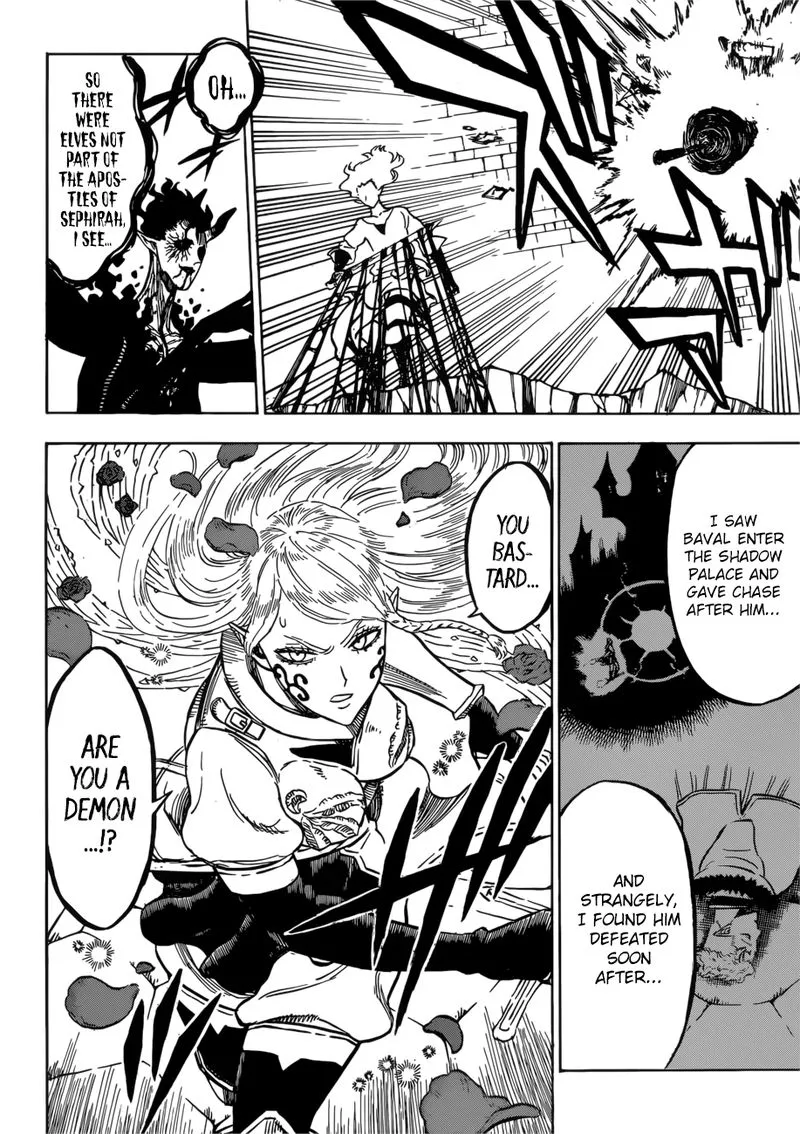 OH...
SO
THERE
WERE
ELVES NOT
PART OF
THE APOS-
TLES OF
SEPHIRAH,
I SEE...
I SAW
BAVAL ENTER
THE SHADOW
PALACE AND
GAVE CHASE
AFTER HIM...
AND
STRANGELY,
I FOUND HIM
DEFEATED
SOON
AFTER...
YOU
BAS-
TARD...
ARE
YOU A
DEMON
...!?